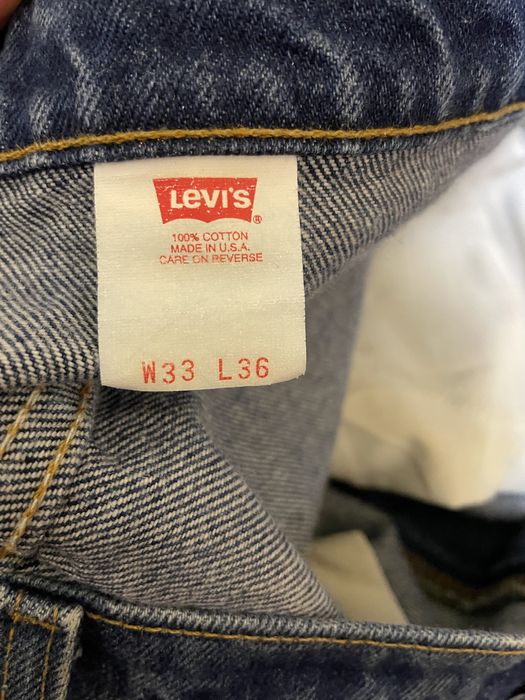 Levi's ®
100% COTTON
MADE IN U.S.A.
CARE ON REVERSE
W33 L36